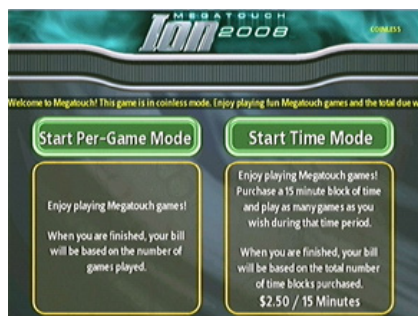 MEGATOUCH
Ion 2008
COINLESS
Welcome to Megatouch! This game is in coinless mode. Enjoy playing fun Megatouch games and the total due w
Start Per-Game Mode
Enjoy playing Megatouch games!
When you are finished, your bill
will be based on the number of
games played.
Start Time Mode
Enjoy playing Megatouch games!
Purchase a 15 minute block of time
and play as many games as you
wish during that time period.
When you are finished, your bill
will be based on the total number
of time blocks purchased.
$2.50 / 15 Minutes